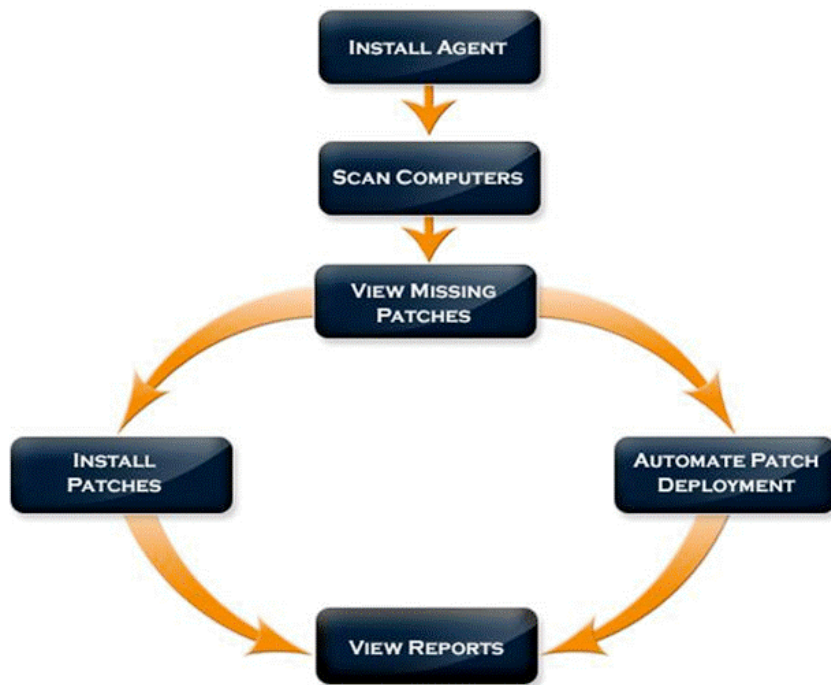 INSTALL AGENT
SCAN COMPUTERS
VIEW MISSING
PATCHES
INSTALL
PATCHES
AUTOMATE PATCH
DEPLOYMENT
VIEW REPORTS